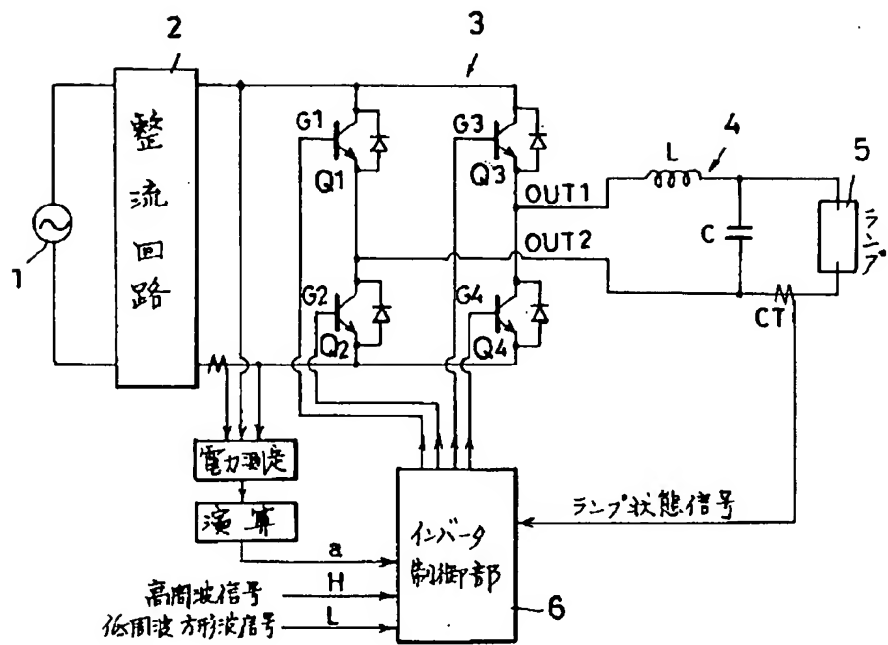 1
2
整流回路
3
G1
Q1
G2
Q2
G3
Q3
G4
Q4
OUT1
OUT2
L
4
C
5
ランプ
CT
電力測定
演算
a
高周波信号
H
低周波方形波信号
L
インバータ
制御部
6
ランプ状態信号